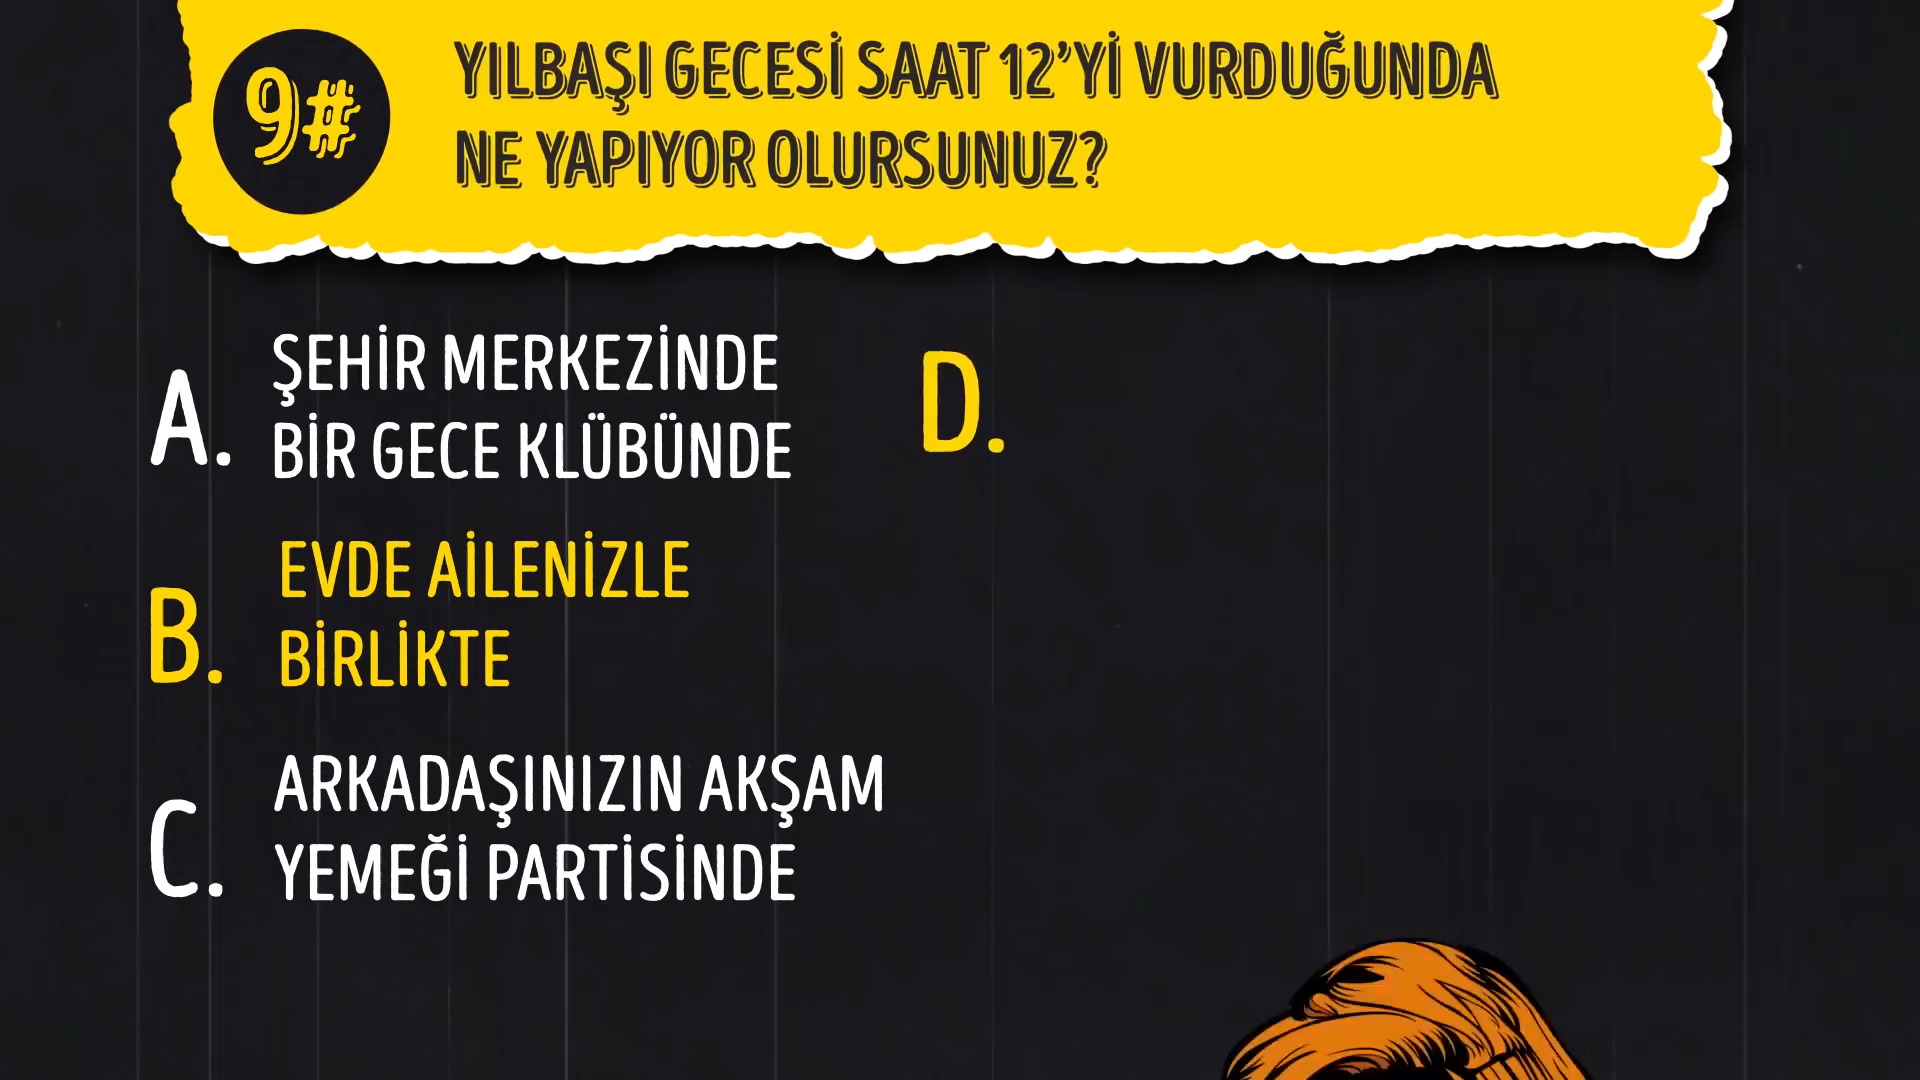 9#
YILBAŞI GECESİ SAAT 12’Yİ VURDUĞUNDA
NE YAPIYOR OLURSUNUZ?
A.
ŞEHİR MERKEZİNDE
BİR GECE KLÜBÜNDE
B.
EVDE AİLENİZLE
BİRLİKTE
C.
ARKADAŞINIZIN AKŞAM
YEMEĞİ PARTİSİNDE
D.